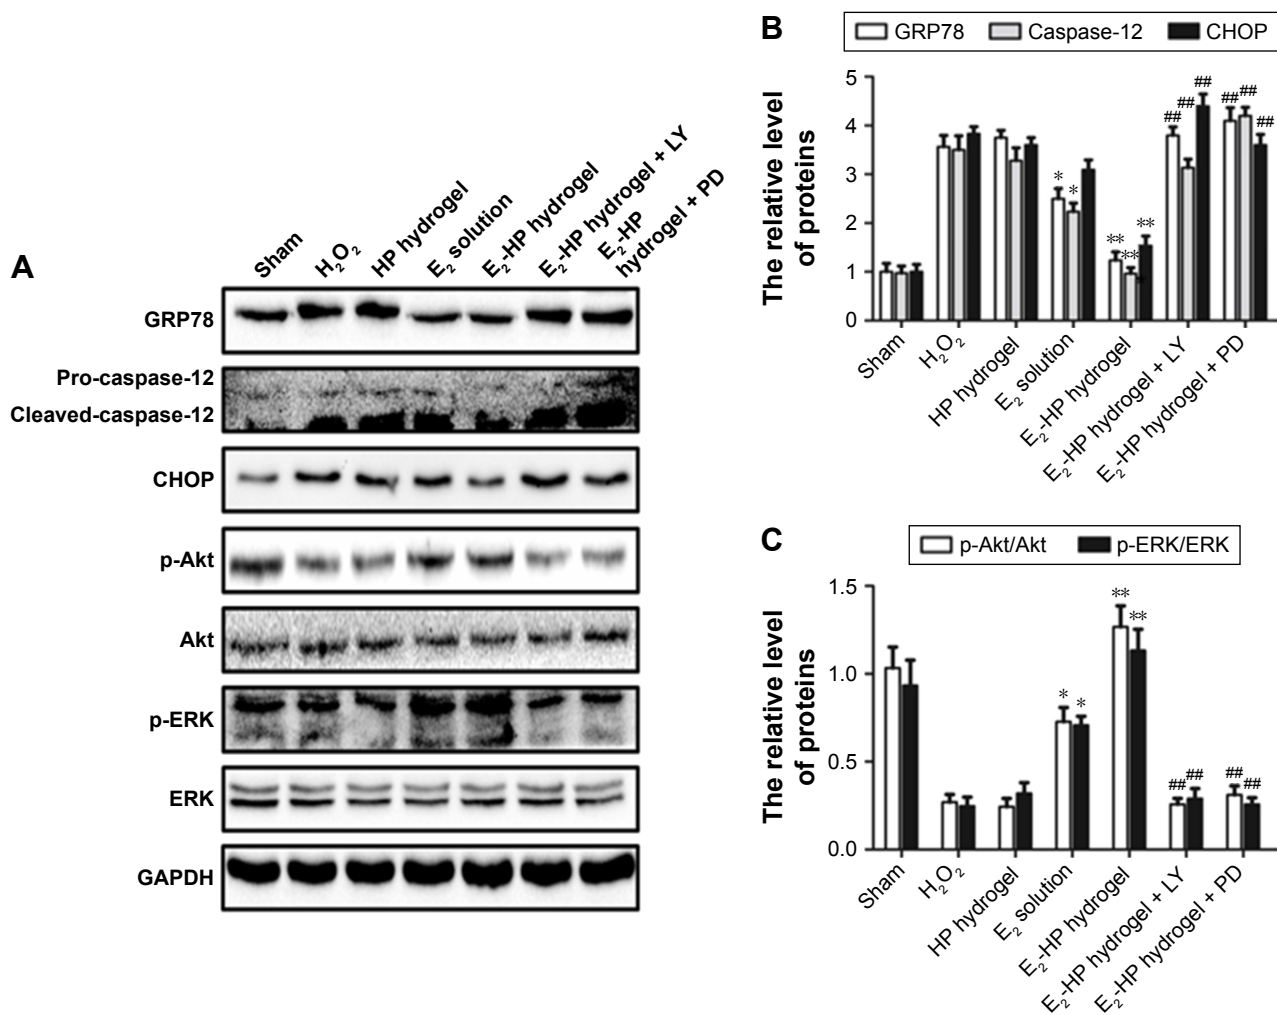 A
Sham
H₂O₂
HP hydrogel
E₂ solution
E₂-HP hydrogel
E₂-HP hydrogel + LY
E₂-HP
hydrogel + PD
GRP78
Pro-caspase-12
Cleaved-caspase-12
CHOP
p-Akt
Akt
p-ERK
ERK
GAPDH
B
GRP78 Caspase-12 CHOP
The relative level
of proteins
5
4
3
2
1
0
* *
** ** **
## ## ##
## ## ##
Sham
H₂O₂
HP hydrogel
E₂ solution
E₂-HP hydrogel
E₂-HP hydrogel + LY
E₂-HP hydrogel + PD
C
p-Akt/Akt p-ERK/ERK
The relative level
of proteins
1.5
1.0
0.5
0.0
* *
** **
## ##
## ##
Sham
H₂O₂
HP hydrogel
E₂ solution
E₂-HP hydrogel
E₂-HP hydrogel + LY
E₂-HP hydrogel + PD